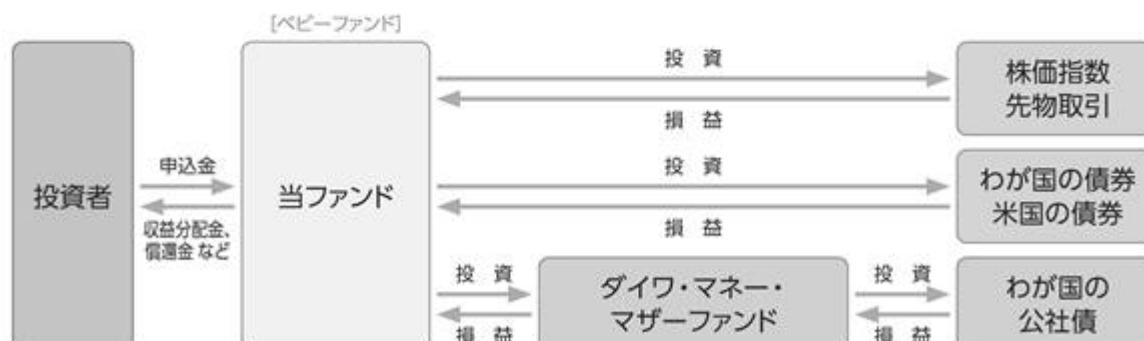 [ベビーファンド]
投資者
申込金
収益分配金、
償還金 など
当ファンド
投 資
損 益
株価指数
先物取引
投 資
損 益
わが国の債券
米国の債券
投 資
損 益
ダイワ・マネー・
マザーファンド
投 資
損 益
わが国の
公社債